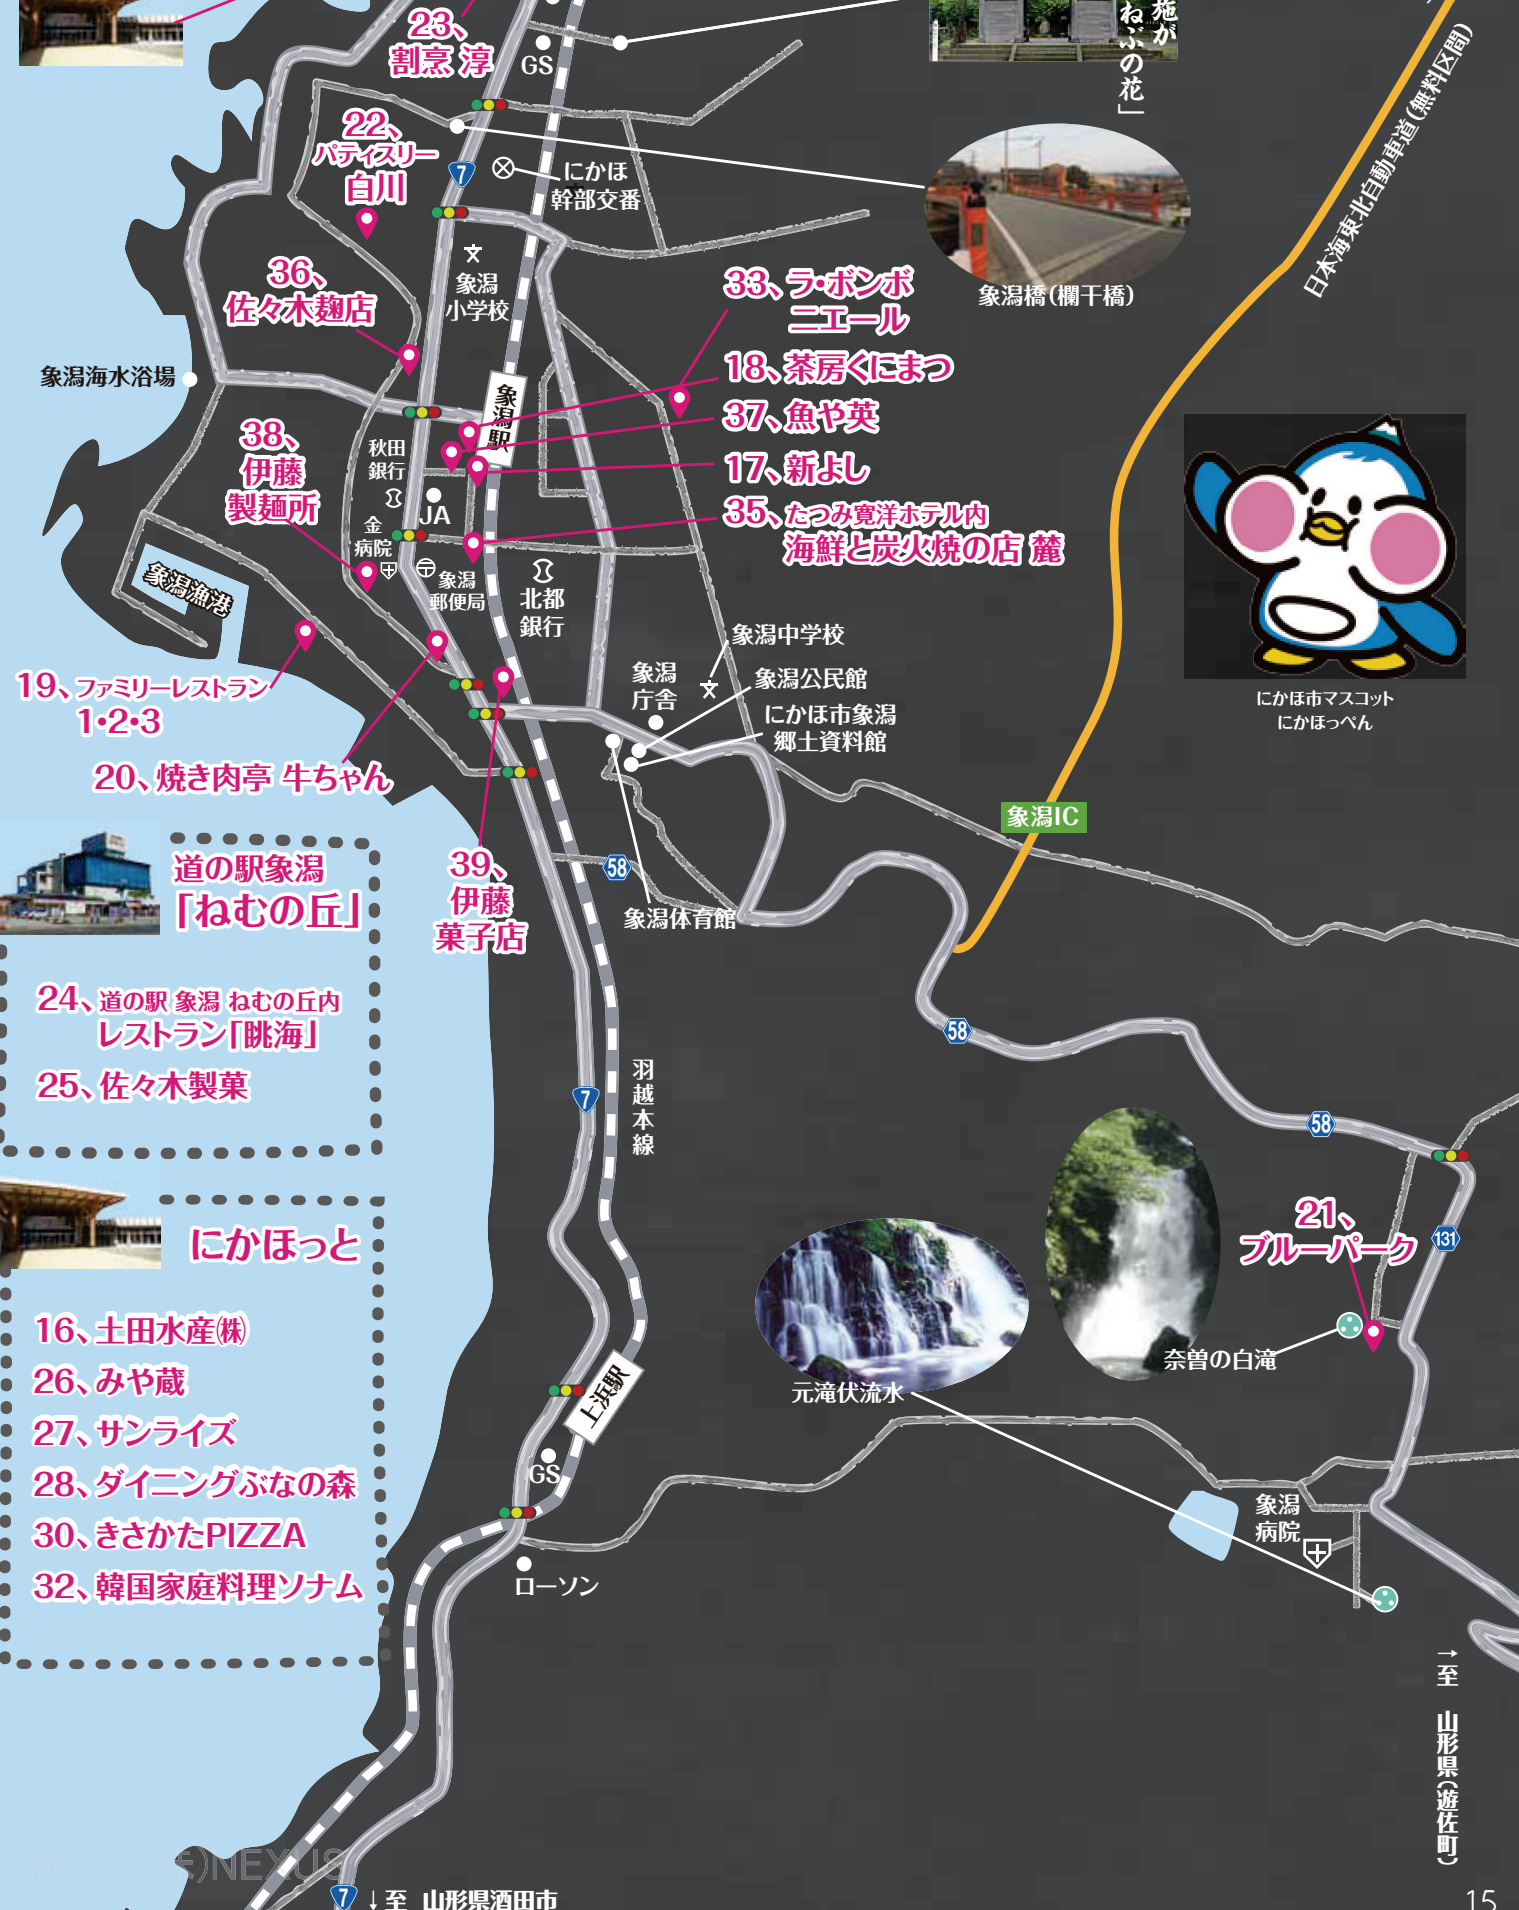 23、
割烹 淳
GS
施が
ねぶの花」
日本海東北自動車道(無料区間)
22、
パティスリー
白川
7
にかほ
幹部交番
象潟橋(欄干橋)
象潟
小学校
36、
佐々木麹店
33、ラ・ボンボ
ニエール
18、茶房くにまつ
37、魚や英
17、新よし
35、たつみ寛洋ホテル内
海鮮と炭火焼の店 麓
象潟海水浴場
象潟駅
38、
伊藤
製麺所
秋田
銀行
JA
金
病院
象潟
郵便局
北都
銀行
象潟漁港
象潟中学校
象潟
庁舎
象潟公民館
にかほ市象潟
郷土資料館
にかほ市マスコット
にかほっぺん
19、ファミリーレストラン
1・2・3
20、焼き肉亭 牛ちゃん
象潟IC
道の駅象潟
「ねむの丘」
39、
伊藤
菓子店
58
象潟体育館
24、道の駅 象潟 ねむの丘内
レストラン「眺海」
25、佐々木製菓
58
7
羽越本線
58
131
にかほっと
21、
ブルーパーク
奈曽の白滝
元滝伏流水
16、土田水産㈱
26、みや蔵
27、サンライズ
28、ダイニングぶなの森
30、きさかたPIZZA
32、韓国家庭料理ソナム
上浜駅
GS
ローソン
象潟
病院
→至 山形県(遊佐町)
制作:(株)NEXUS
7
↓至 山形県酒田市
15